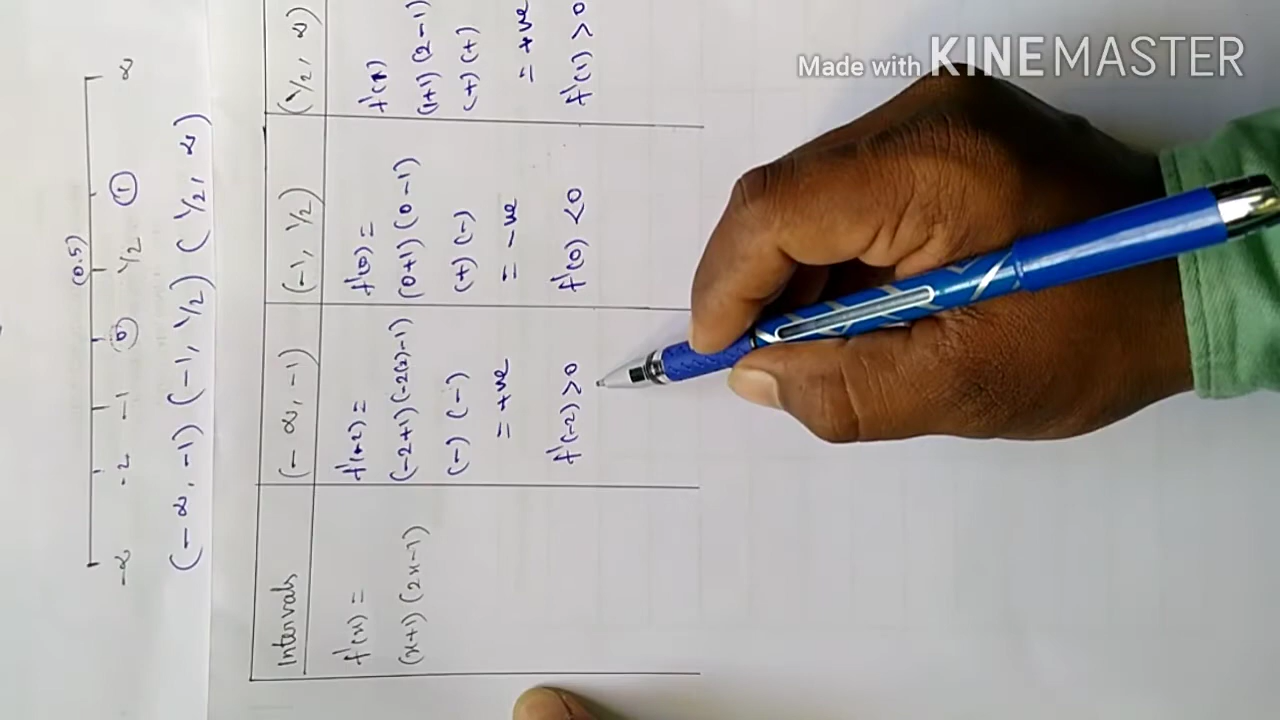 Made with KINEMASTER
(0.5)
-∞ -2 -1 (0) 1/2 (1) ∞
(-∞, -1) (-1, 1/2) (1/2, ∞)
Intervals (-∞, -1) (-1, 1/2) (1/2, ∞)
f'(x) = f'(-2) = f'(0) = f'(x)
(x+1) (2x-1) (-2+1) (-2(2)-1) (0+1) (0-1) (1+1) (2-1)
(-) (-) (+) (-) (+) (+)
= +ve = -ve = +ve
f'(-2) >0 f'(0) <0 f'(1) >0